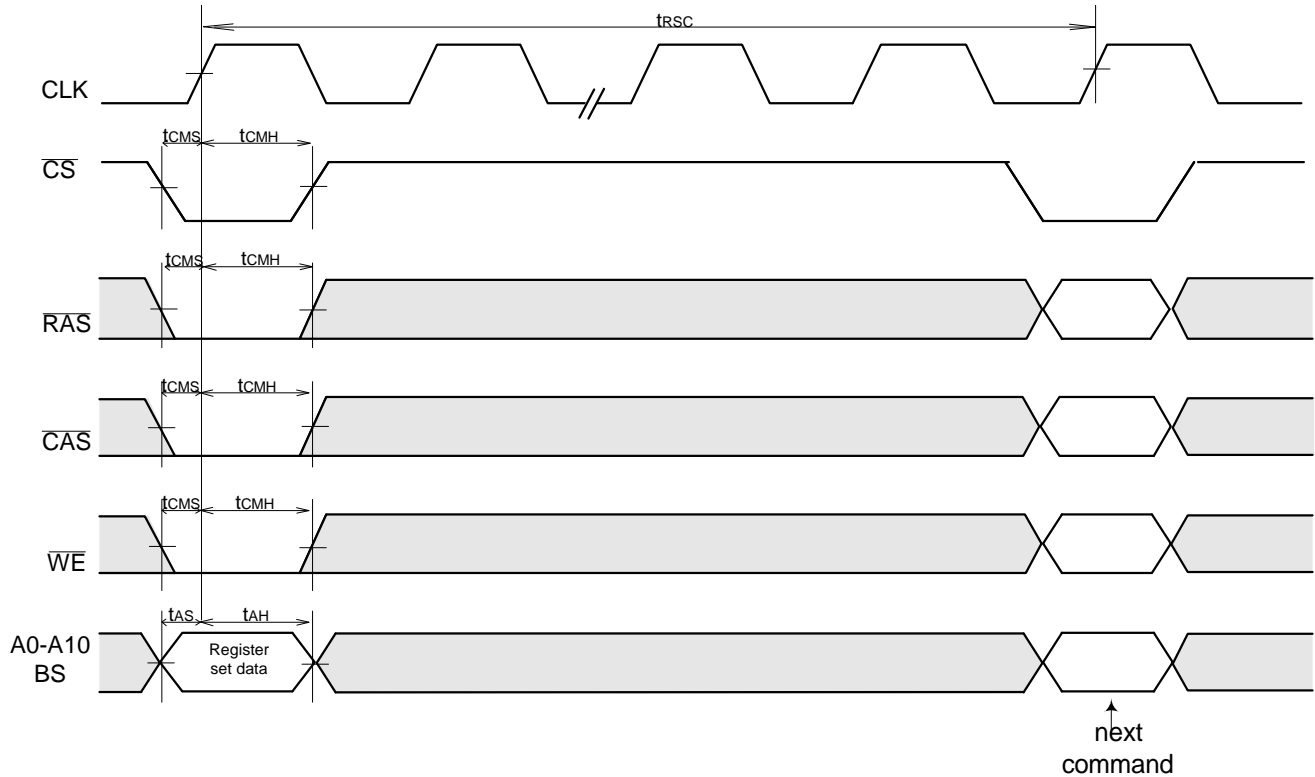 tRSC
CLK
tCMS tCMH
CS
tCMS tCMH
RAS
tCMS tCMH
CAS
tCMS tCMH
WE
tAS tAH
A0-A10
BS
Register
set data
next
command